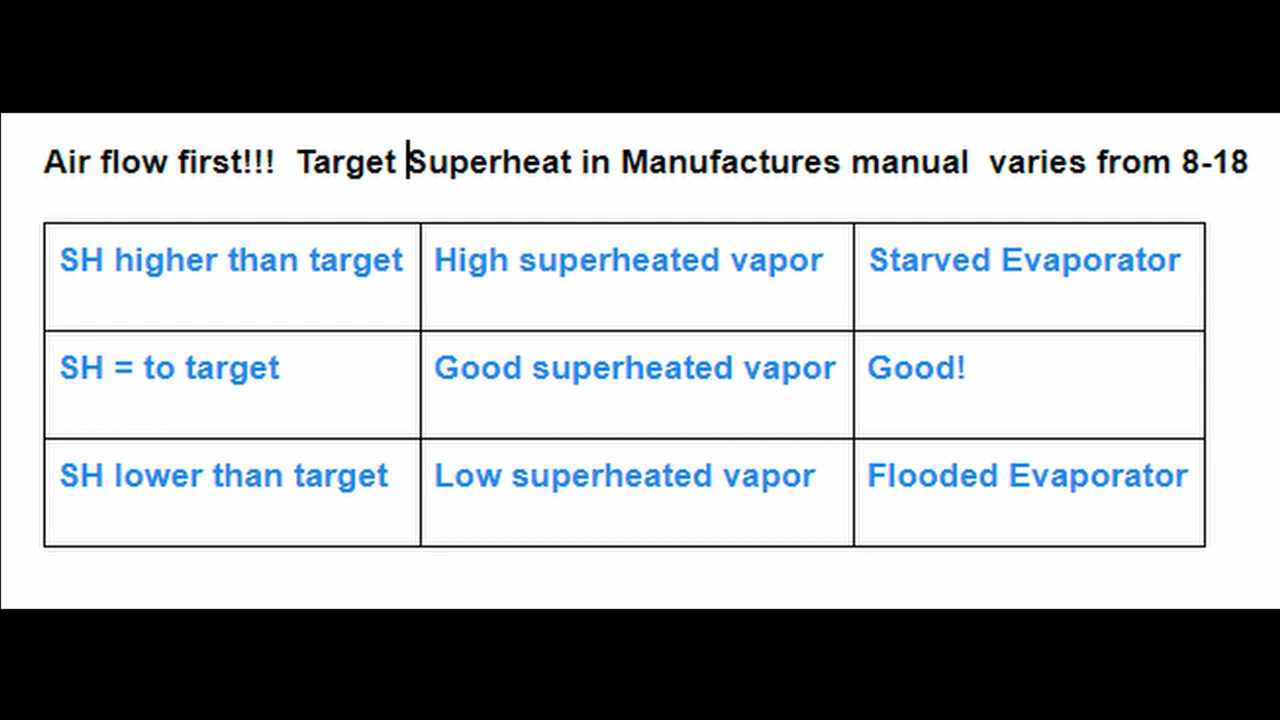 Air flow first!!!  Target Superheat in Manufactures manual  varies from 8-18
SH higher than target High superheated vapor Starved Evaporator
SH = to target Good superheated vapor Good!
SH lower than target Low superheated vapor Flooded Evaporator